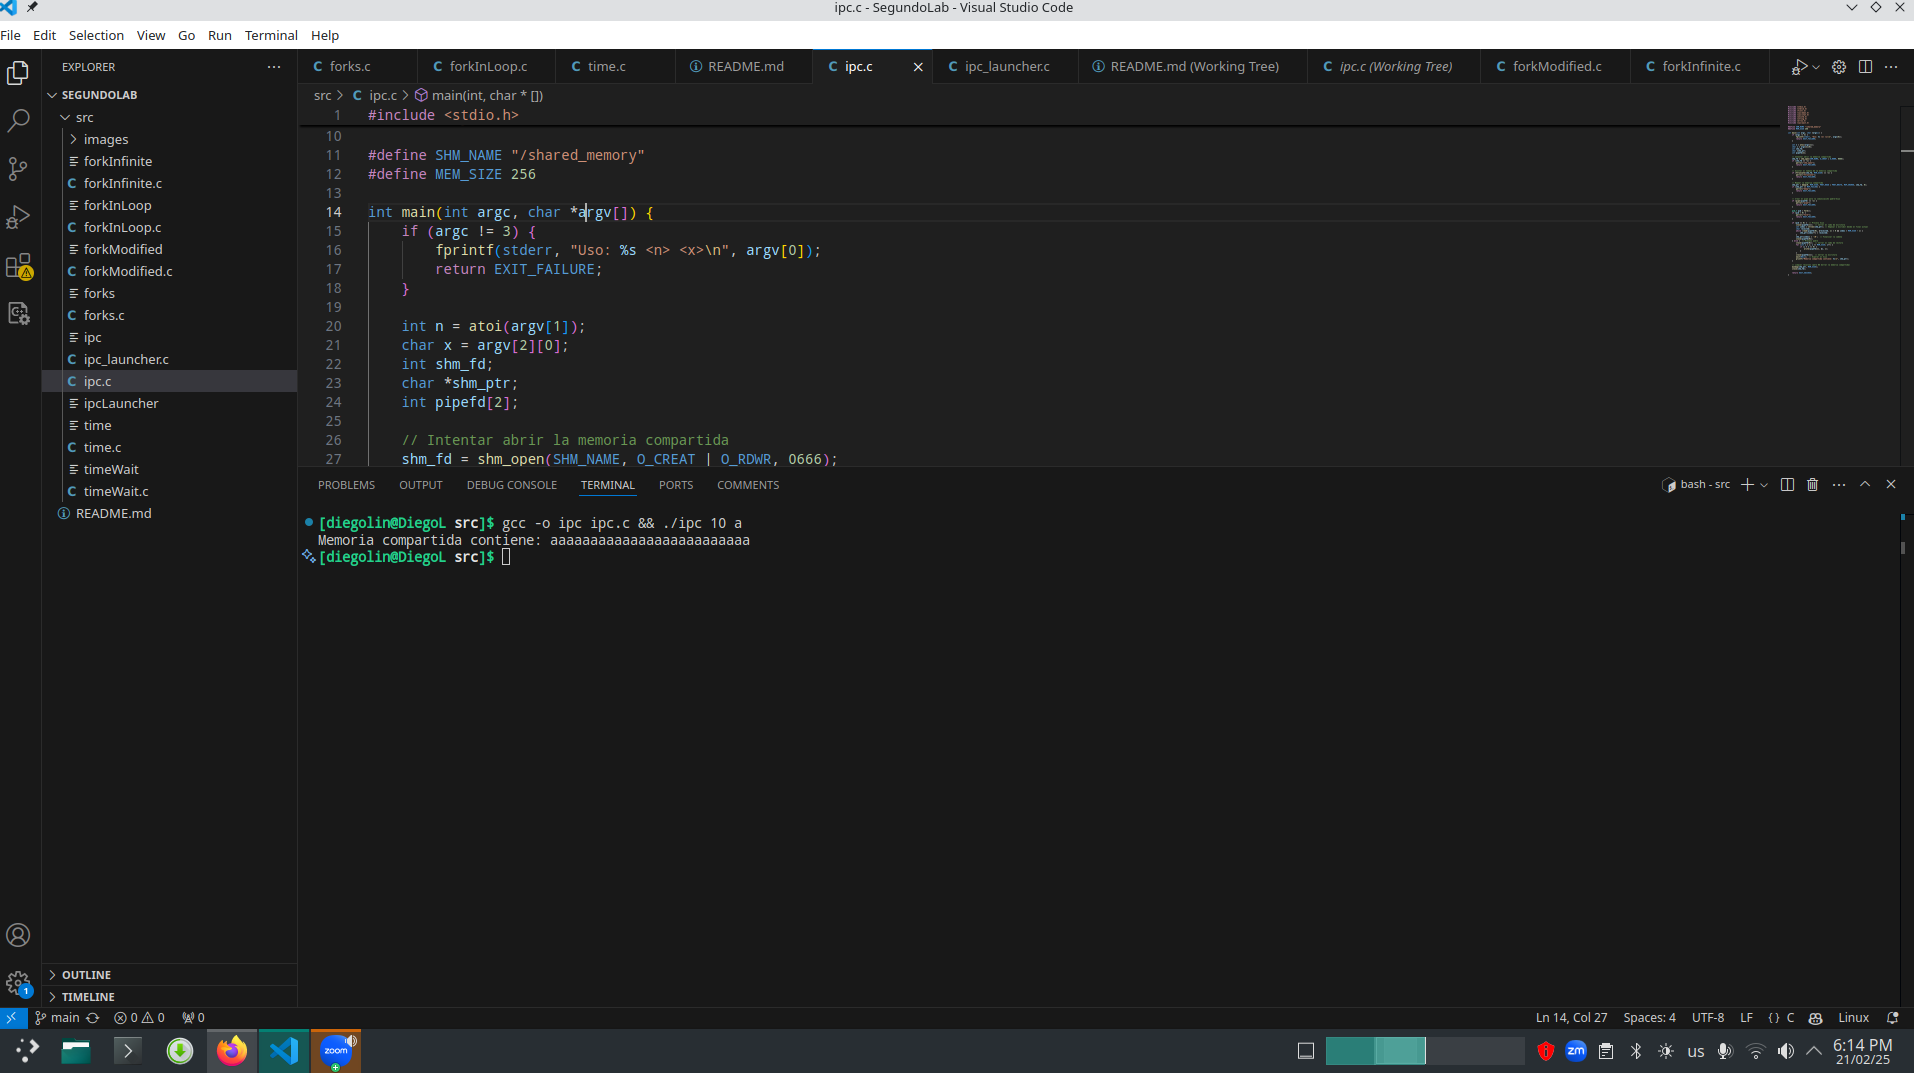 ipc.c - SegundoLab - Visual Studio Code
File Edit Selection View Go Run Terminal Help
EXPLORER
SEGUNDOLAB
src
images
forkInfinite
forkInfinite.c
forkInLoop
forkInLoop.c
forkModified
forkModified.c
forks
forks.c
ipc
ipc_launcher.c
ipc.c
ipcLauncher
time
time.c
timeWait
timeWait.c
README.md
OUTLINE
TIMELINE
forks.c forkInLoop.c time.c README.md ipc.c ipc_launcher.c README.md (Working Tree) ipc.c (Working Tree) forkModified.c forkInfinite.c
src > C ipc.c > main(int, char * [])
1 #include <stdio.h>
10
11 #define SHM_NAME "/shared_memory"
12 #define MEM_SIZE 256
13
14 int main(int argc, char *argv[]) {
15 if (argc != 3) {
16 fprintf(stderr, "Uso: %s <n> <x>\n", argv[0]);
17 return EXIT_FAILURE;
18 }
19
20 int n = atoi(argv[1]);
21 char x = argv[2][0];
22 int shm_fd;
23 char *shm_ptr;
24 int pipefd[2];
25
26 // Intentar abrir la memoria compartida
27 shm_fd = shm_open(SHM_NAME, O_CREAT | O_RDWR, 0666);
PROBLEMS OUTPUT DEBUG CONSOLE TERMINAL PORTS COMMENTS
bash - src
[diegolin@DiegoL src]$ gcc -o ipc ipc.c && ./ipc 10 a
Memoria compartida contiene: aaaaaaaaaaaaaaaaaaaaaaaaa
[diegolin@DiegoL src]$
main 0 0 0
Ln 14, Col 27 Spaces: 4 UTF-8 LF {} C Linux
zoom
zm
us
6:14 PM
21/02/25